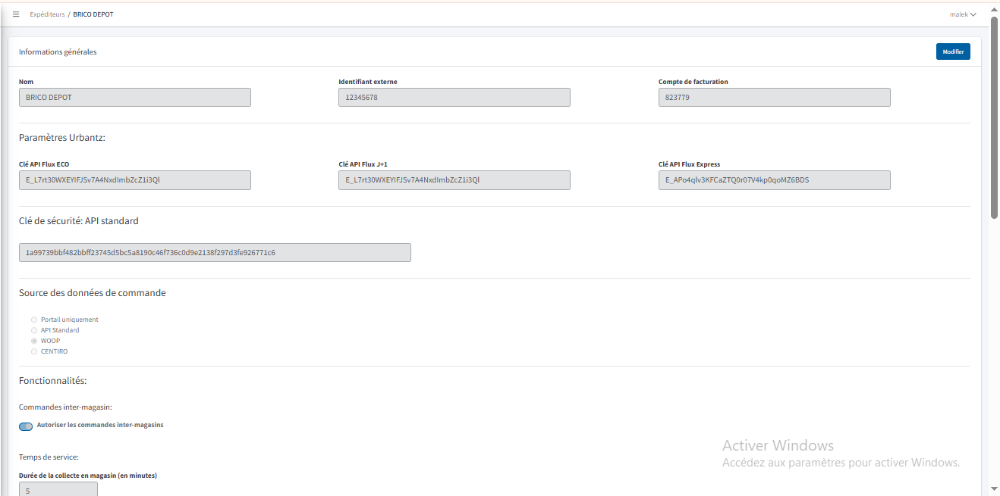 Expéditeurs / BRICO DEPOT
malek
Informations générales
Modifier
Nom
Identifiant externe
Compte de facturation
BRICO DEPOT
12345678
823779
Paramètres Urbantz:
Clé API Flux ECO
Clé API Flux J+1
Clé API Flux Express
E_L7rt30WXEYIFJSv7A4NxdImbZcZ1i3Ql
E_L7rt30WXEYIFJSv7A4NxdImbZcZ1i3Ql
E_APo4qlv3KFCaZTQ0r07V4kp0qoMZ6BDS
Clé de sécurité: API standard
1a99739bbf482bbff23745d5bc5a8190c46f736c0d9e2138f297d3fe926771c6
Source des données de commande
Portail uniquement
API Standard
WOOP
CENTIRO
Fonctionnalités:
Commandes inter-magasin:
Autoriser les commandes inter-magasins
Temps de service:
Durée de la collecte en magasin (en minutes)
5
Activer Windows
Accédez aux paramètres pour activer Windows.